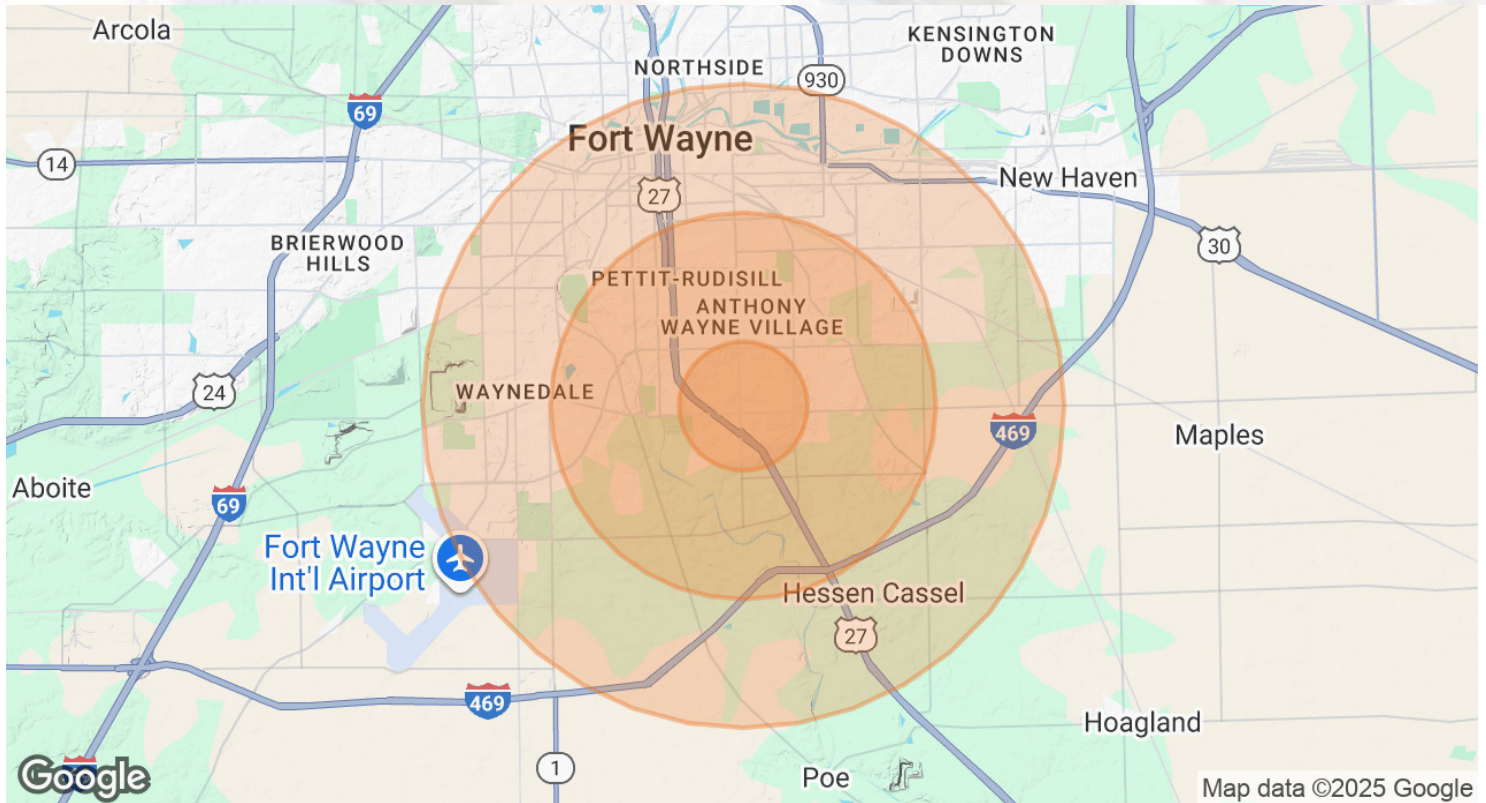 Arcola
KENSINGTON
DOWNS
NORTHSIDE
930
69
Fort Wayne
14
New Haven
27
BRIERWOOD
HILLS
30
PETTIT-RUDISILL
ANTHONY
WAYNE VILLAGE
24
WAYNEDALE
469
Maples
Aboite
69
Fort Wayne
Int'l Airport
Hessen Cassel
27
469
Hoagland
1
Poe
Google
Map data ©2025 Google